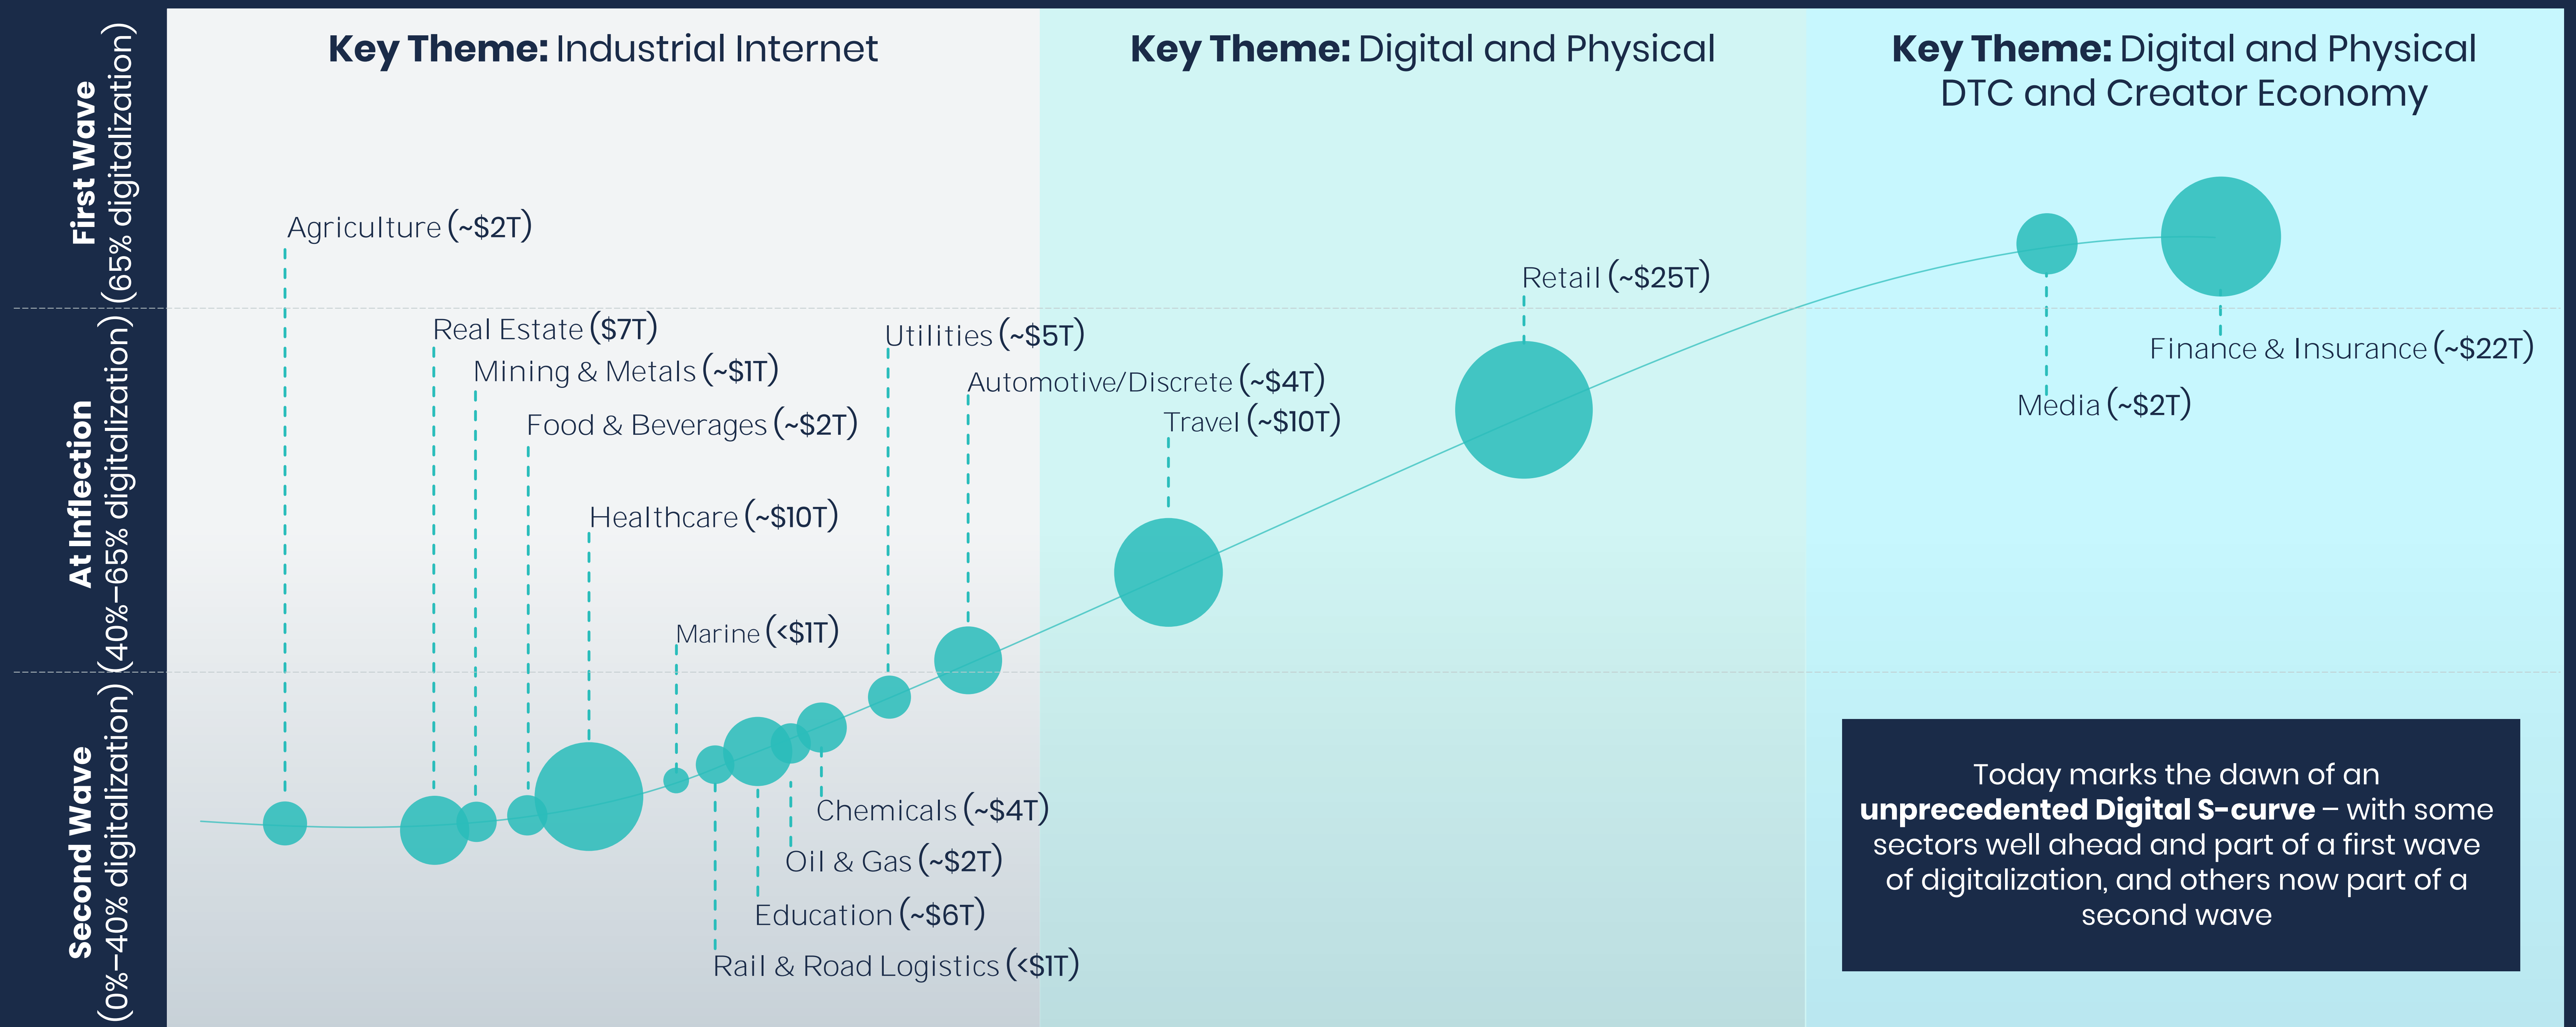 First Wave
(65% digitalization)
At Inflection
(40%–65% digitalization)
Second Wave
(0%–40% digitalization)
Key Theme: Industrial Internet
Key Theme: Digital and Physical
Key Theme: Digital and Physical
DTC and Creator Economy
Agriculture (~$2T)
Real Estate ($7T)
Mining & Metals (~$1T)
Food & Beverages (~$2T)
Healthcare (~$10T)
Marine (<$1T)
Utilities (~$5T)
Automotive/Discrete (~$4T)
Travel (~$10T)
Retail (~$25T)
Finance & Insurance (~$22T)
Media (~$2T)
Chemicals (~$4T)
Oil & Gas (~$2T)
Education (~$6T)
Rail & Road Logistics (<$1T)
Today marks the dawn of an
unprecedented Digital S-curve – with some
sectors well ahead and part of a first wave
of digitalization, and others now part of a
second wave